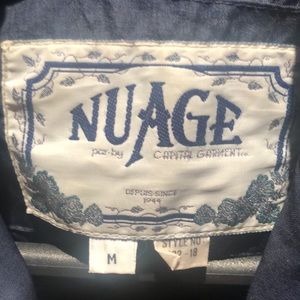 NUAGE
par·by CAPITAL GARMENT co.
DEPUIS·SINCE
1944
M
STYLE NO